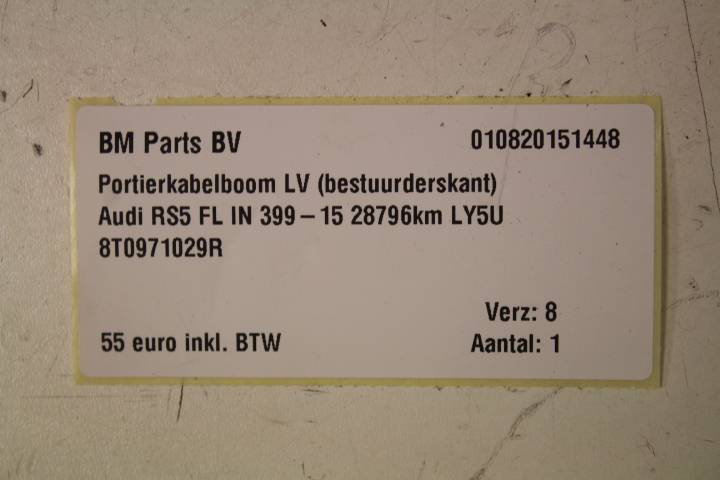 BM Parts BV 010820151448
Portierkabelboom LV (bestuurderskant)
Audi RS5 FL IN 399 – 15 28796km LY5U
8T0971029R
Verz: 8
55 euro inkl. BTW Aantal: 1